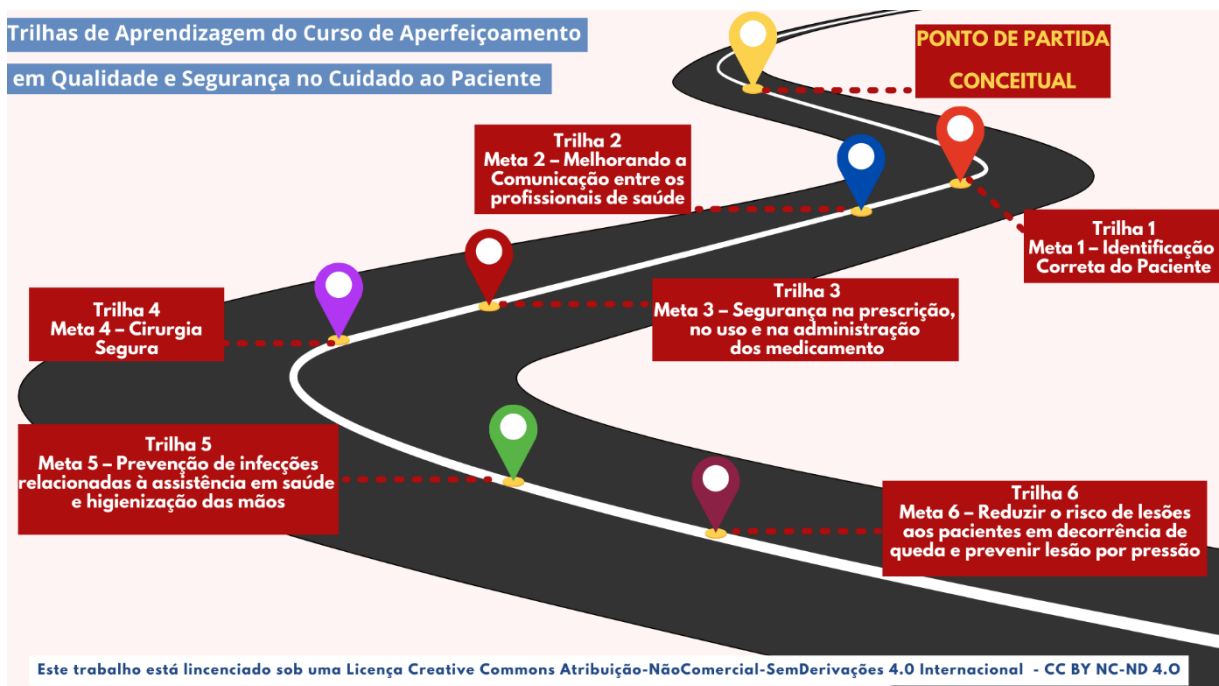 Trilhas de Aprendizagem do Curso de Aperfeiçoamento
em Qualidade e Segurança no Cuidado ao Paciente
PONTO DE PARTIDA
CONCEITUAL
Trilha 1
Meta 1 – Identificação
Correta do Paciente
Trilha 2
Meta 2 – Melhorando a
Comunicação entre os
profissionais de saúde
Trilha 3
Meta 3 – Segurança na prescrição,
no uso e na administração
dos medicamento
Trilha 4
Meta 4 – Cirurgia
Segura
Trilha 5
Meta 5 – Prevenção de infecções
relacionadas à assistência em saúde
e higienização das mãos
Trilha 6
Meta 6 – Reduzir o risco de lesões
aos pacientes em decorrência de
queda e prevenir lesão por pressão
Este trabalho está lincenciado sob uma Licença Creative Commons Atribuição-NãoComercial-SemDerivações 4.0 Internacional - CC BY NC-ND 4.0